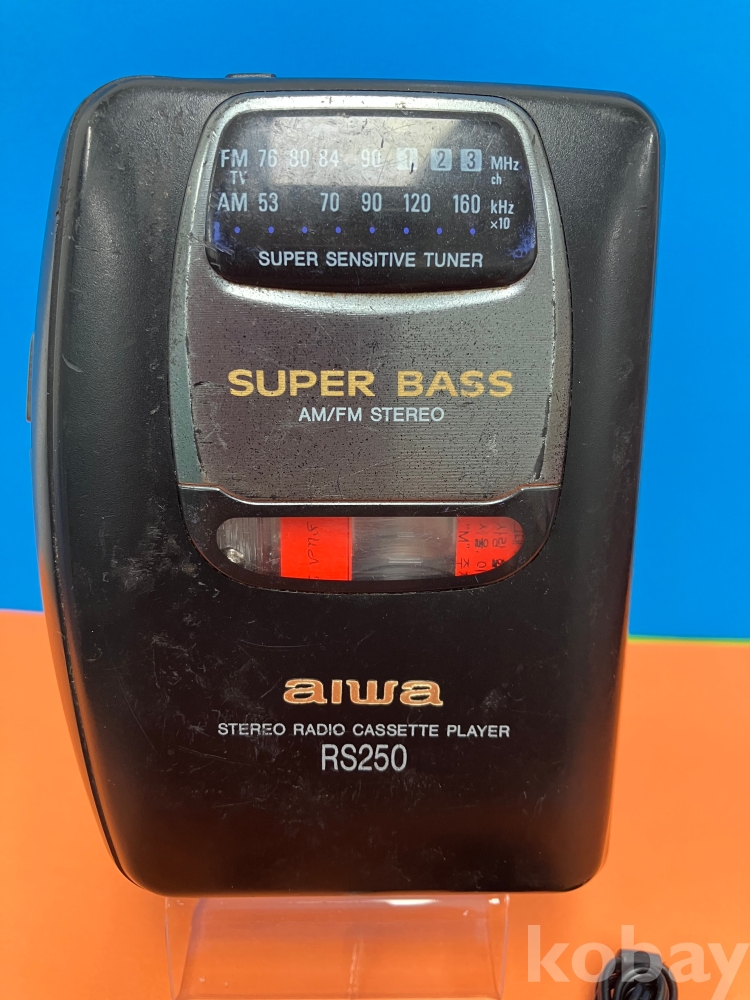 FM 76 80 84 90 1 2 3 MHz
TV ch
AM 53 70 90 120 160 kHz
×10
SUPER SENSITIVE TUNER
SUPER BASS
AM/FM STEREO
aiwa
STEREO RADIO CASSETTE PLAYER
RS250
kobay